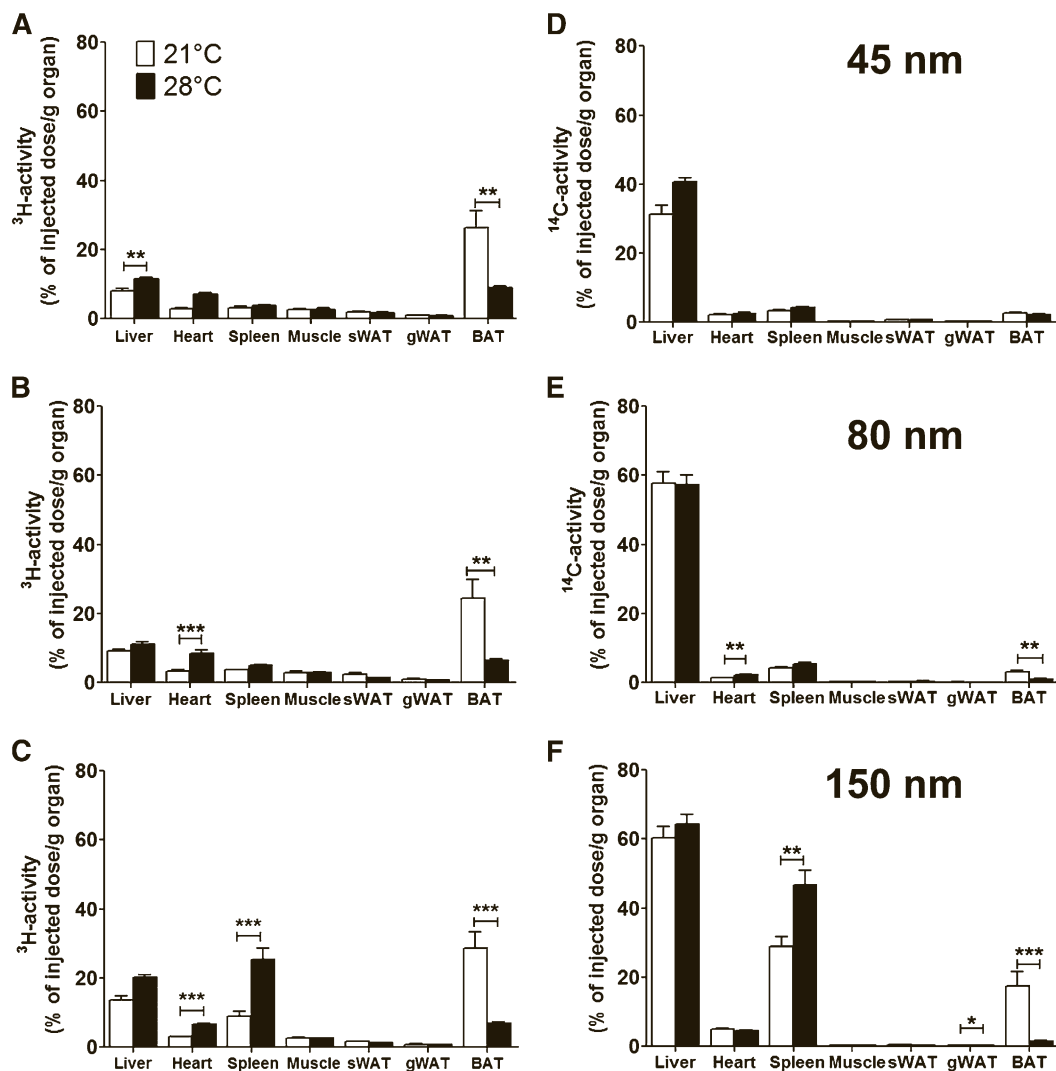 A
80
60
40
20
0
³H-activity
(% of injected dose/g organ)
21°C
28°C
**
**
Liver Heart Spleen Muscle sWAT gWAT BAT
D
80
60
40
20
0
¹⁴C-activity
(% of injected dose/g organ)
45 nm
Liver Heart Spleen Muscle sWAT gWAT BAT
B
80
60
40
20
0
³H-activity
(% of injected dose/g organ)
***
**
Liver Heart Spleen Muscle sWAT gWAT BAT
E
80
60
40
20
0
¹⁴C-activity
(% of injected dose/g organ)
80 nm
**
**
Liver Heart Spleen Muscle sWAT gWAT BAT
C
80
60
40
20
0
³H-activity
(% of injected dose/g organ)
***
***
***
Liver Heart Spleen Muscle sWAT gWAT BAT
F
80
60
40
20
0
¹⁴C-activity
(% of injected dose/g organ)
150 nm
**
*
***
Liver Heart Spleen Muscle sWAT gWAT BAT